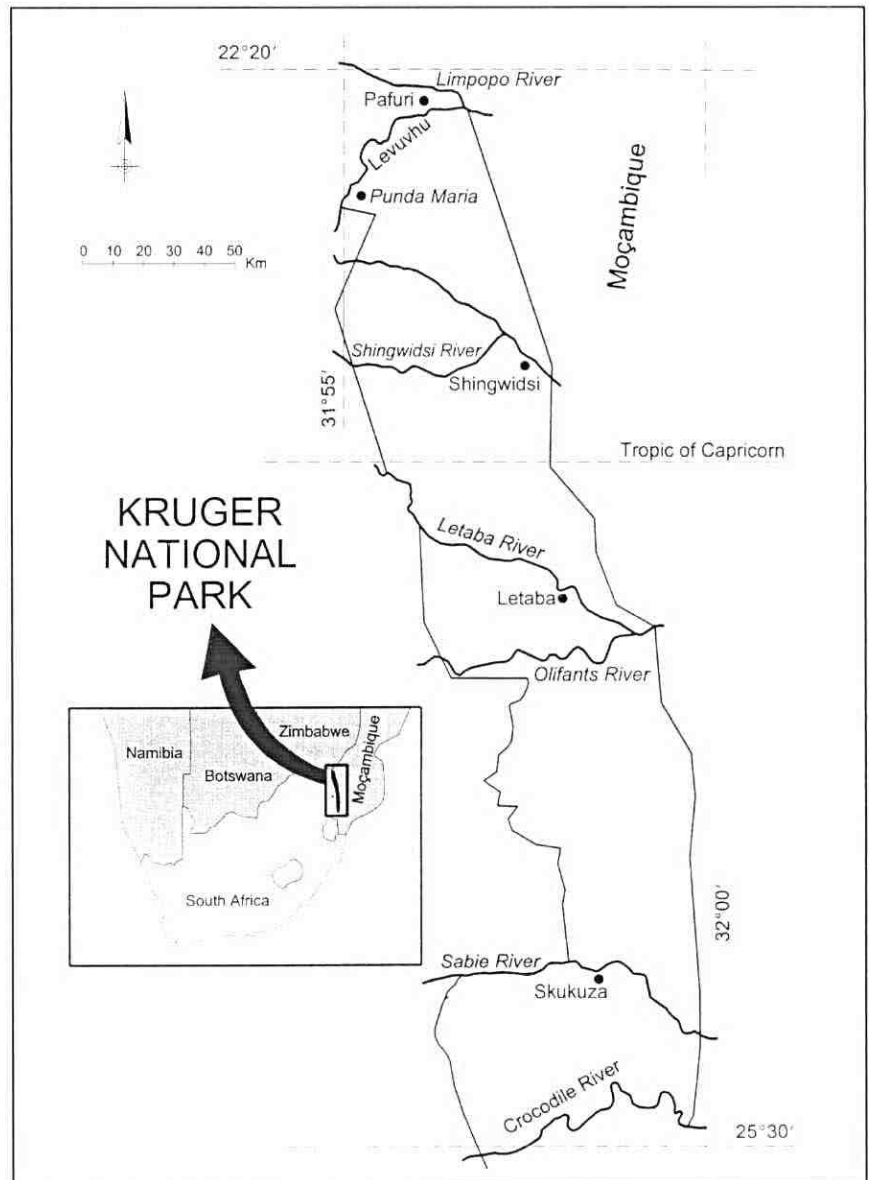 22°20'
Limpopo River
Pafuri
Levuvhu
Punda Maria
Moçambique
0 10 20 30 40 50
Km
Shingwidsi River
Shingwidsi
31°55'
Tropic of Capricorn
KRUGER
NATIONAL
PARK
Letaba River
Letaba
Olifants River
Zimbabwe
Namibia
Botswana
Moçambique
South Africa
32°00'
Sabie River
Skukuza
Crocodile River
25°30'